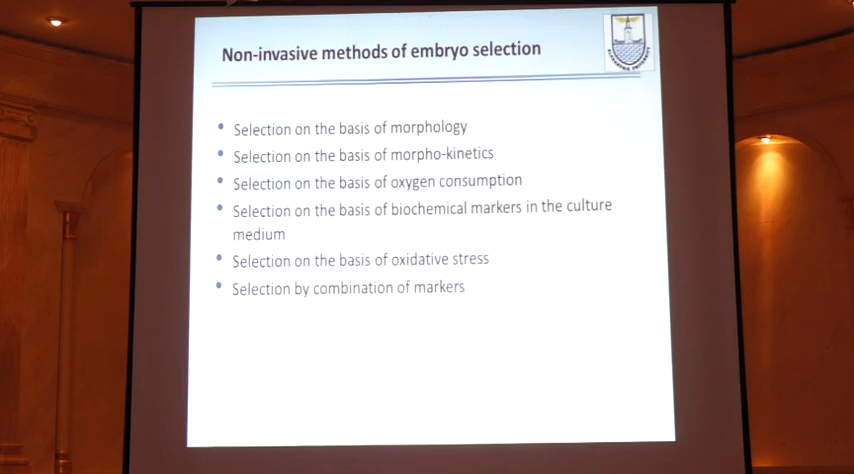 Non-invasive methods of embryo selection
ALEXANDRIA UNIVERSITY
• Selection on the basis of morphology
• Selection on the basis of morpho-kinetics
• Selection on the basis of oxygen consumption
• Selection on the basis of biochemical markers in the culture
medium
• Selection on the basis of oxidative stress
• Selection by combination of markers